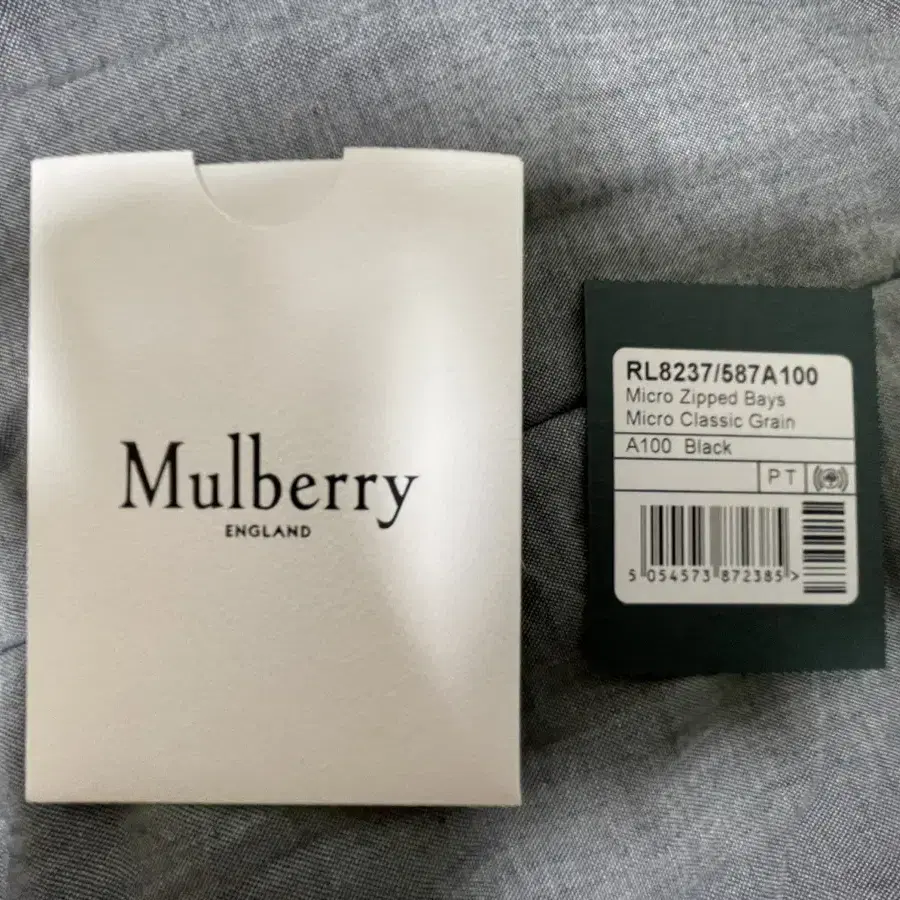 Mulberry
ENGLAND
RL8237/587A100
Micro Zipped Bays
Micro Classic Grain
A100 Black
PT
5 054573 872385 >